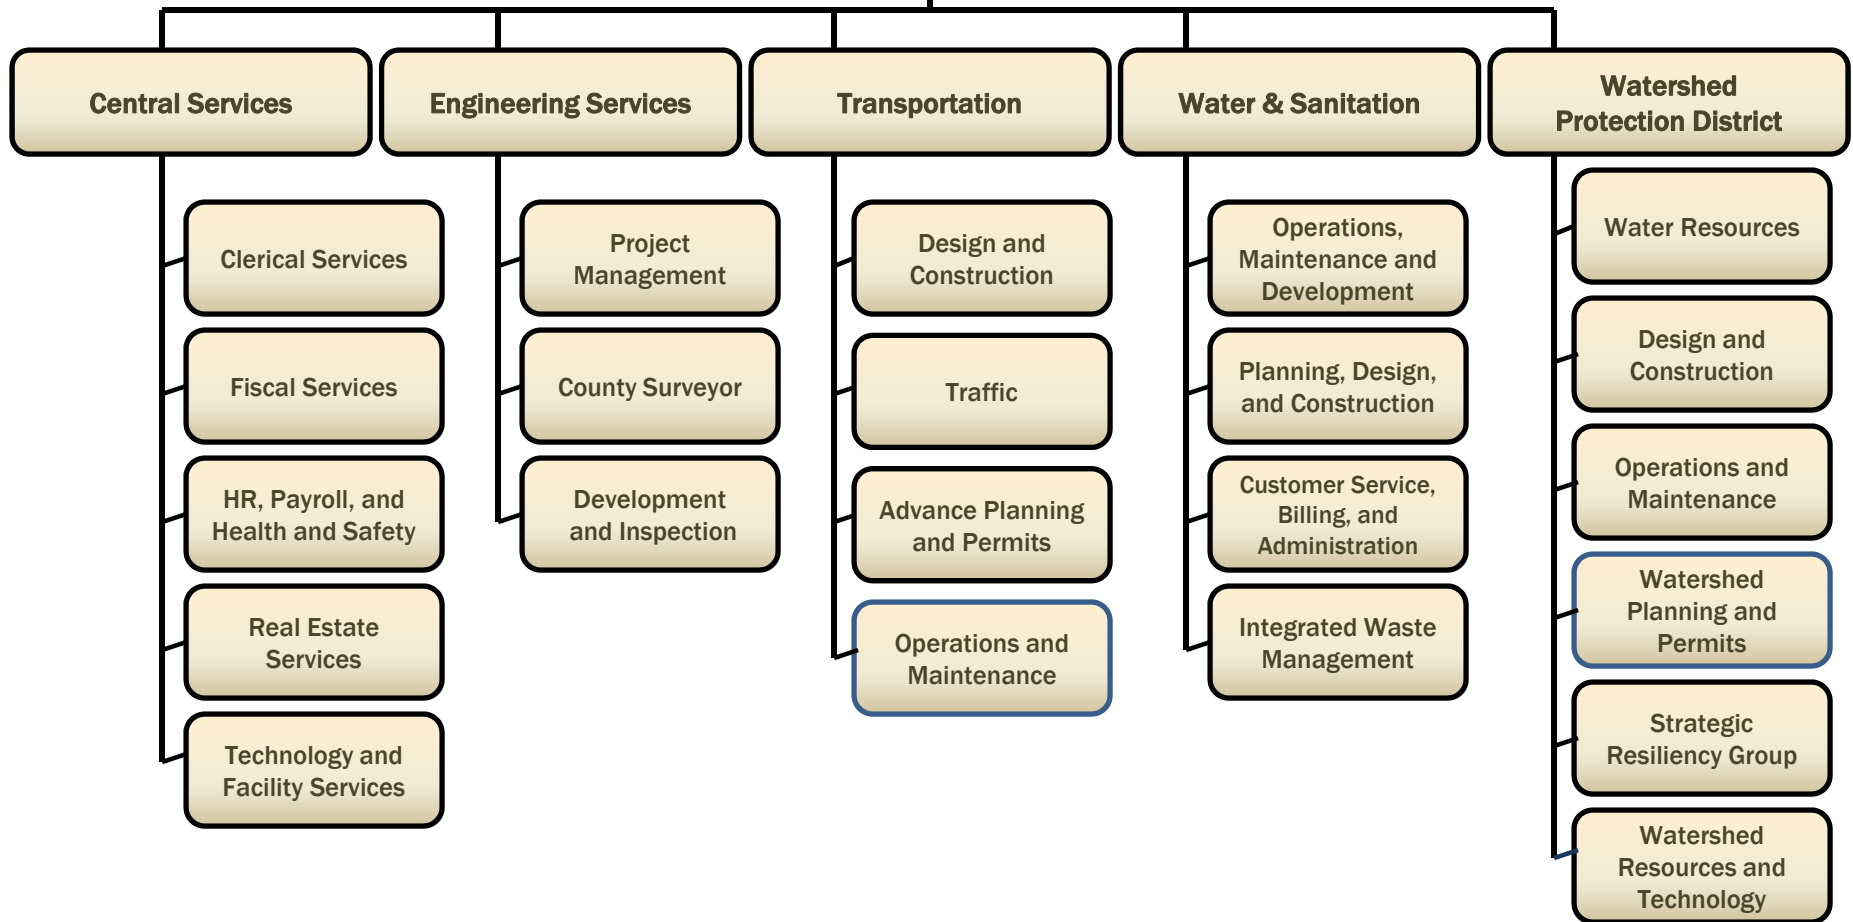 Central Services
Engineering Services
Transportation
Water & Sanitation
Watershed
Protection District
Clerical Services
Fiscal Services
HR, Payroll, and
Health and Safety
Real Estate
Services
Technology and
Facility Services
Project
Management
County Surveyor
Development
and Inspection
Design and
Construction
Traffic
Advance Planning
and Permits
Operations and
Maintenance
Operations,
Maintenance and
Development
Planning, Design,
and Construction
Customer Service,
Billing, and
Administration
Integrated Waste
Management
Water Resources
Design and
Construction
Operations and
Maintenance
Watershed
Planning and
Permits
Strategic
Resiliency Group
Watershed
Resources and
Technology